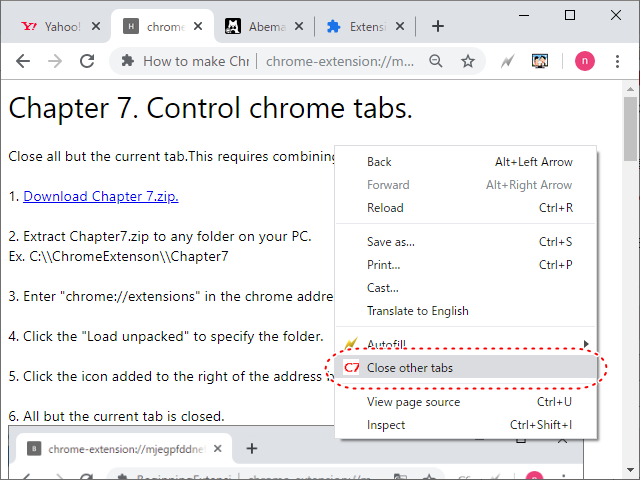 Yahoo!
H
chrome
Abema
Extensi
How to make Chr
chrome-extension://m...
n
Chapter 7. Control chrome tabs.
Close all but the current tab.This requires combining
1. Download Chapter 7.zip.
2. Extract Chapter7.zip to any folder on your PC.
Ex. C:\\ChromeExtenson\\Chapter7
3. Enter "chrome://extensions" in the chrome addre
4. Click the "Load unpacked" to specify the folder.
5. Click the icon added to the right of the address
6. All but the current tab is closed.
Back Alt+Left Arrow
Forward Alt+Right Arrow
Reload Ctrl+R
Save as... Ctrl+S
Print... Ctrl+P
Cast...
Translate to English
Autofill
C7 Close other tabs
View page source Ctrl+U
Inspect Ctrl+Shift+I
chrome-extension://mjegpfddne